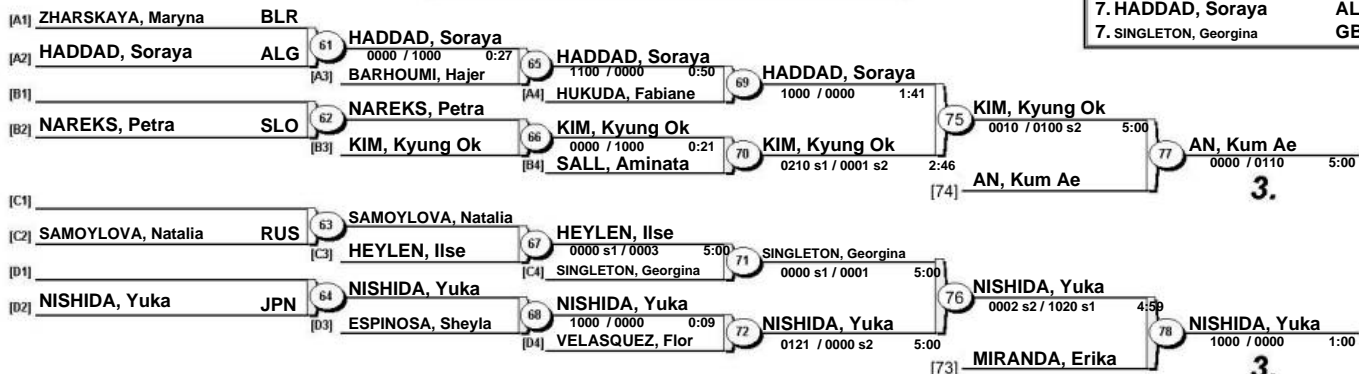 7. HADDAD, Soraya AL
7. SINGLETON, Georgina GB
[A1] ZHARSKAYA, Maryna BLR
[A2] HADDAD, Soraya ALG
61 HADDAD, Soraya
0000 / 1000 0:27
[A3] BARHOUMI, Hajer
65 HADDAD, Soraya
1100 / 0000 0:50
[A4] HUKUDA, Fabiane
69 HADDAD, Soraya
1000 / 0000 1:41
[B1]
[B2] NAREKS, Petra SLO
62 NAREKS, Petra
[B3] KIM, Kyung Ok
66 KIM, Kyung Ok
0000 / 1000 0:21
[B4] SALL, Aminata
70 KIM, Kyung Ok
0210 s1 / 0001 s2 2:46
75 KIM, Kyung Ok
0010 / 0100 s2 5:00
[74] AN, Kum Ae
77 AN, Kum Ae
0000 / 0110 5:00
3.
[C1]
[C2] SAMOYLOVA, Natalia RUS
63 SAMOYLOVA, Natalia
[C3] HEYLEN, Ilse
67 HEYLEN, Ilse
0000 s1 / 0003 5:00
[C4] SINGLETON, Georgina
71 SINGLETON, Georgina
0000 s1 / 0001 5:00
[D1]
[D2] NISHIDA, Yuka JPN
64 NISHIDA, Yuka
[D3] ESPINOSA, Sheyla
68 NISHIDA, Yuka
1000 / 0000 0:09
[D4] VELASQUEZ, Flor
72 NISHIDA, Yuka
0121 / 0000 s2 5:00
76 NISHIDA, Yuka
0002 s2 / 1020 s1 4:59
[73] MIRANDA, Erika
78 NISHIDA, Yuka
1000 / 0000 1:00
3.